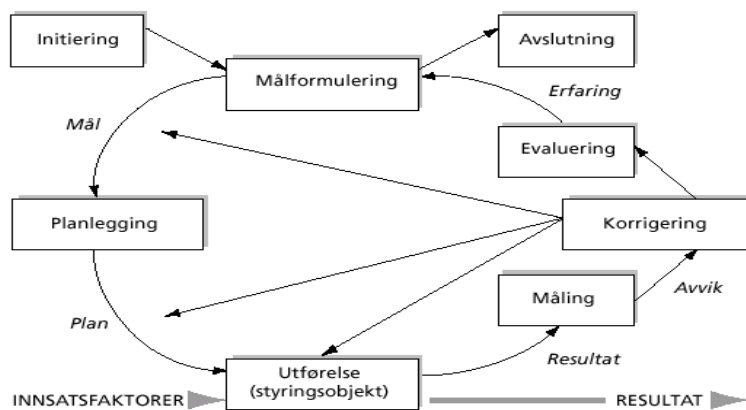 Initiering
Avslutning
Målformulering
Erfaring
Mål
Evaluering
Planlegging
Korrigering
Måling
Avvik
Plan
Resultat
Utførelse
(styringsobjekt)
INNSATSFAKTORER
RESULTAT